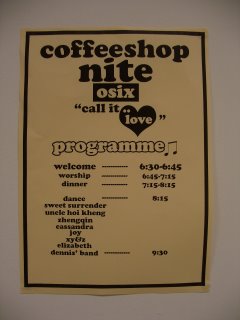 coffeeshop
nite
osix
"call it love"
programme♫
welcome ------------ 6:30-6:45
worship ------------ 6:45-7:15
dinner ------------ 7:15-8:15
dance ------------ 8:15
sweet surrender
uncle hoi kheng
zhengqin
cassandra
joy
xy&z
elizabeth
dennis' band ------------ 9:30